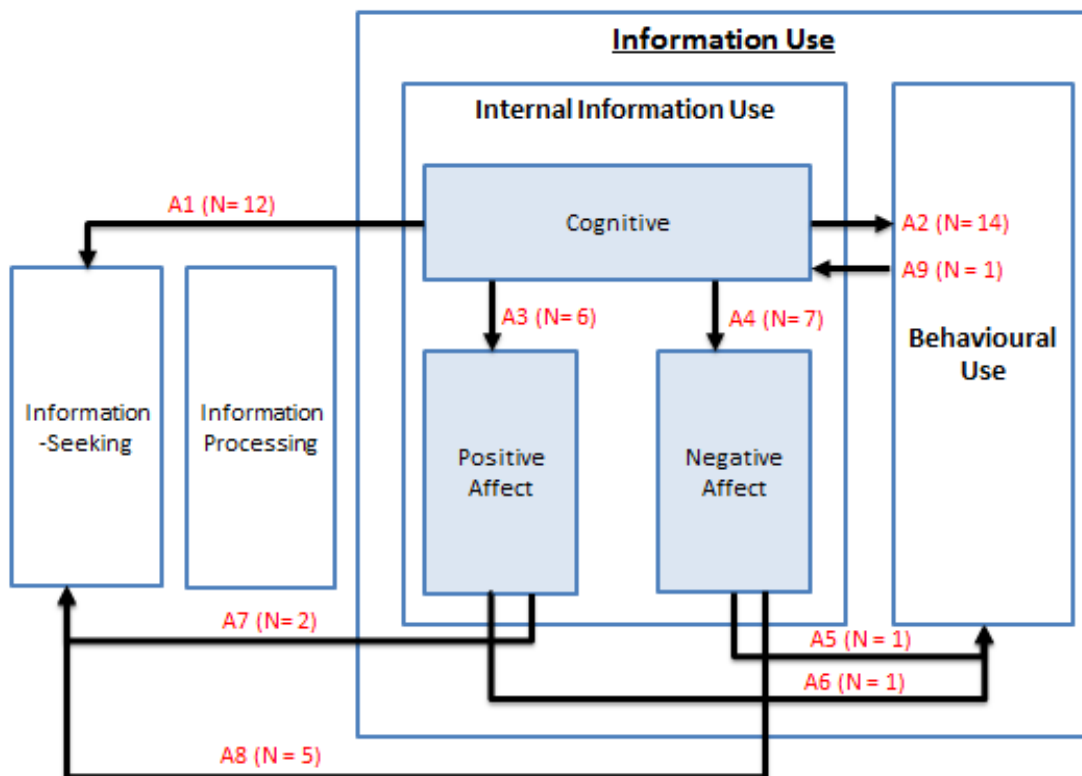 Information Use
Internal Information Use
A1 (N= 12)
Cognitive
A2 (N= 14)
A9 (N = 1)
A3 (N= 6)
A4 (N= 7)
Behavioural
Use
Information
-Seeking
Information
Processing
Positive
Affect
Negative
Affect
A7 (N= 2)
A5 (N = 1)
A6 (N = 1)
A8 (N = 5)